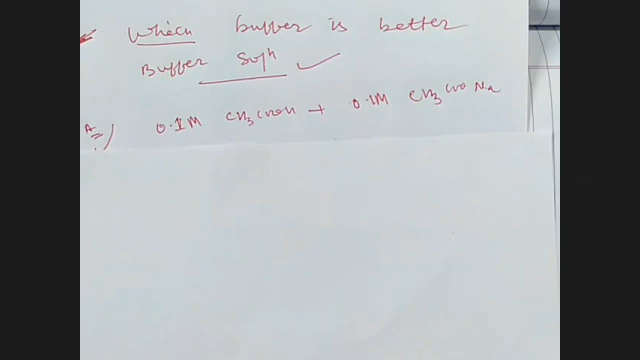 Which buffer is better
Buffer Solⁿ
A) 0.1M CH3COOH + 0.1M CH3COONa